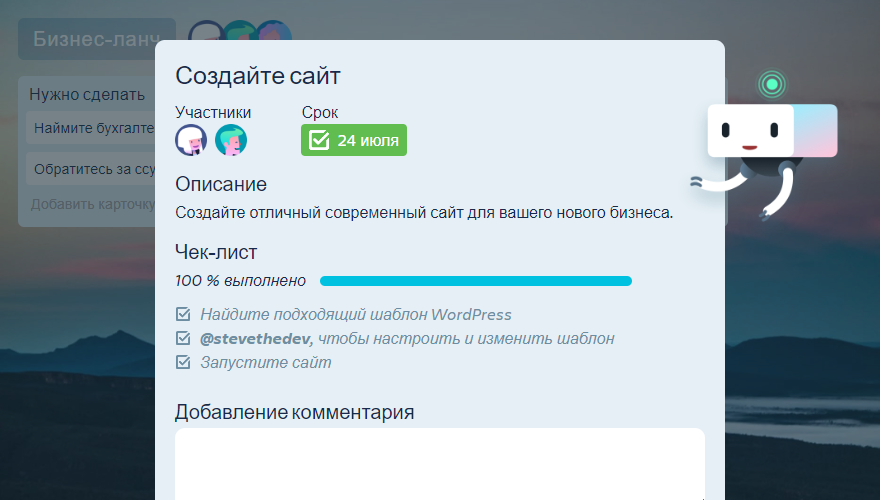 Бизнес-ланч
Нужно сделать
Наймите бухгалте
Обратитесь за ссу
Добавить карточку
Создайте сайт
Участники
Срок
24 июля
Описание
Создайте отличный современный сайт для вашего нового бизнеса.
Чек-лист
100 % выполнено
Найдите подходящий шаблон WordPress
@stevethedev, чтобы настроить и изменить шаблон
Запустите сайт
Добавление комментария